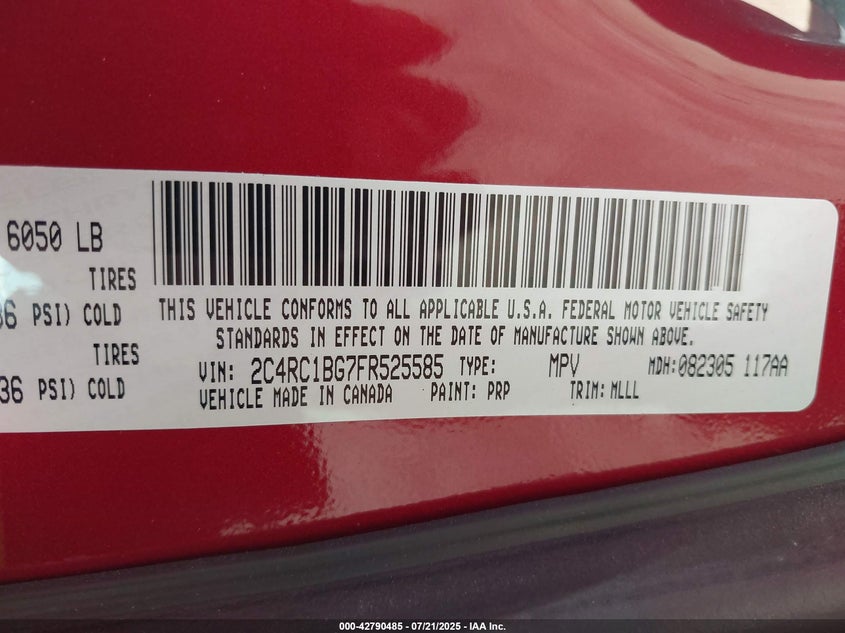 6050 LB
TIRES
36 PSI) COLD
TIRES
36 PSI) COLD
THIS VEHICLE CONFORMS TO ALL APPLICABLE U.S.A. FEDERAL MOTOR VEHICLE SAFETY
STANDARDS IN EFFECT ON THE DATE OF MANUFACTURE SHOWN ABOVE.
VIN: 2C4RC1BG7FR525585 TYPE: MPV MDH:082305 117AA
VEHICLE MADE IN CANADA PAINT: PRP TRIM: MLLL
000-42790485 | 07/21/2025 - IAA Inc.